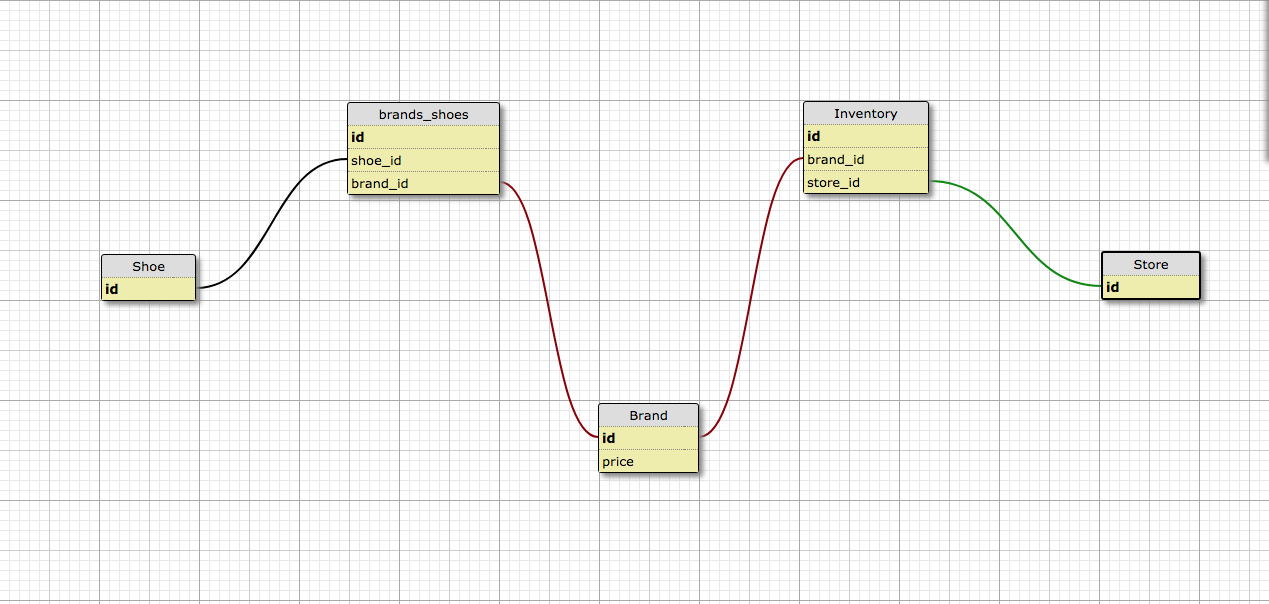 brands_shoes
id
shoe_id
brand_id
Inventory
id
brand_id
store_id
Shoe
id
Store
id
Brand
id
price